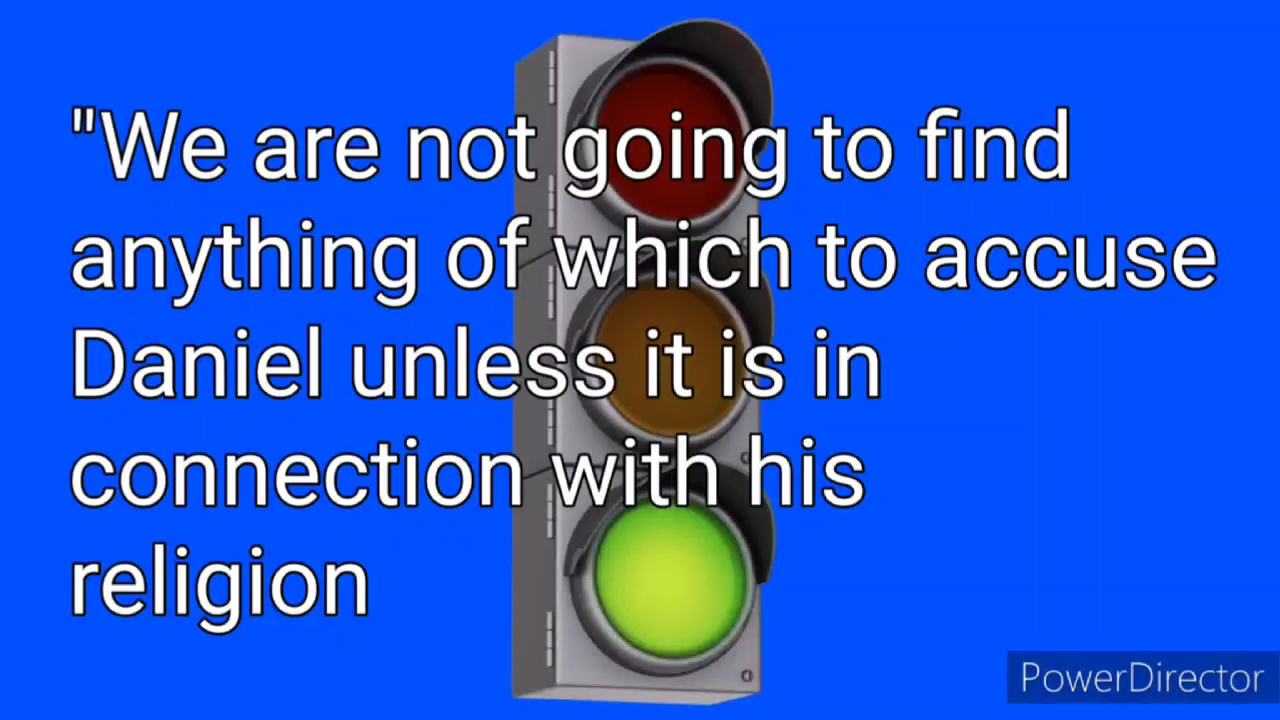 "We are not going to find
anything of which to accuse
Daniel unless it is in
connection with his
religion
PowerDirector